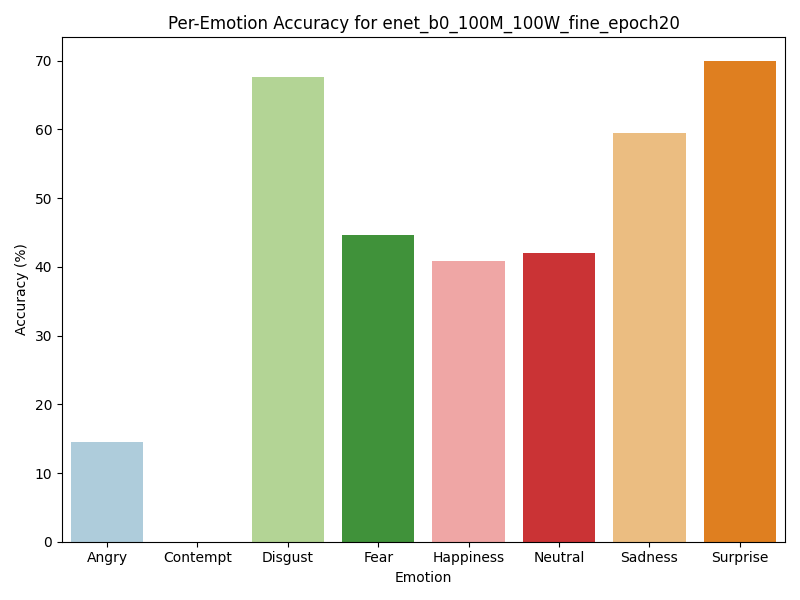 Per-Emotion Accuracy for enet_b0_100M_100W_fine_epoch20
70
60
50
40
30
20
10
0
Accuracy (%)
Angry Contempt Disgust Fear Happiness Neutral Sadness Surprise
Emotion